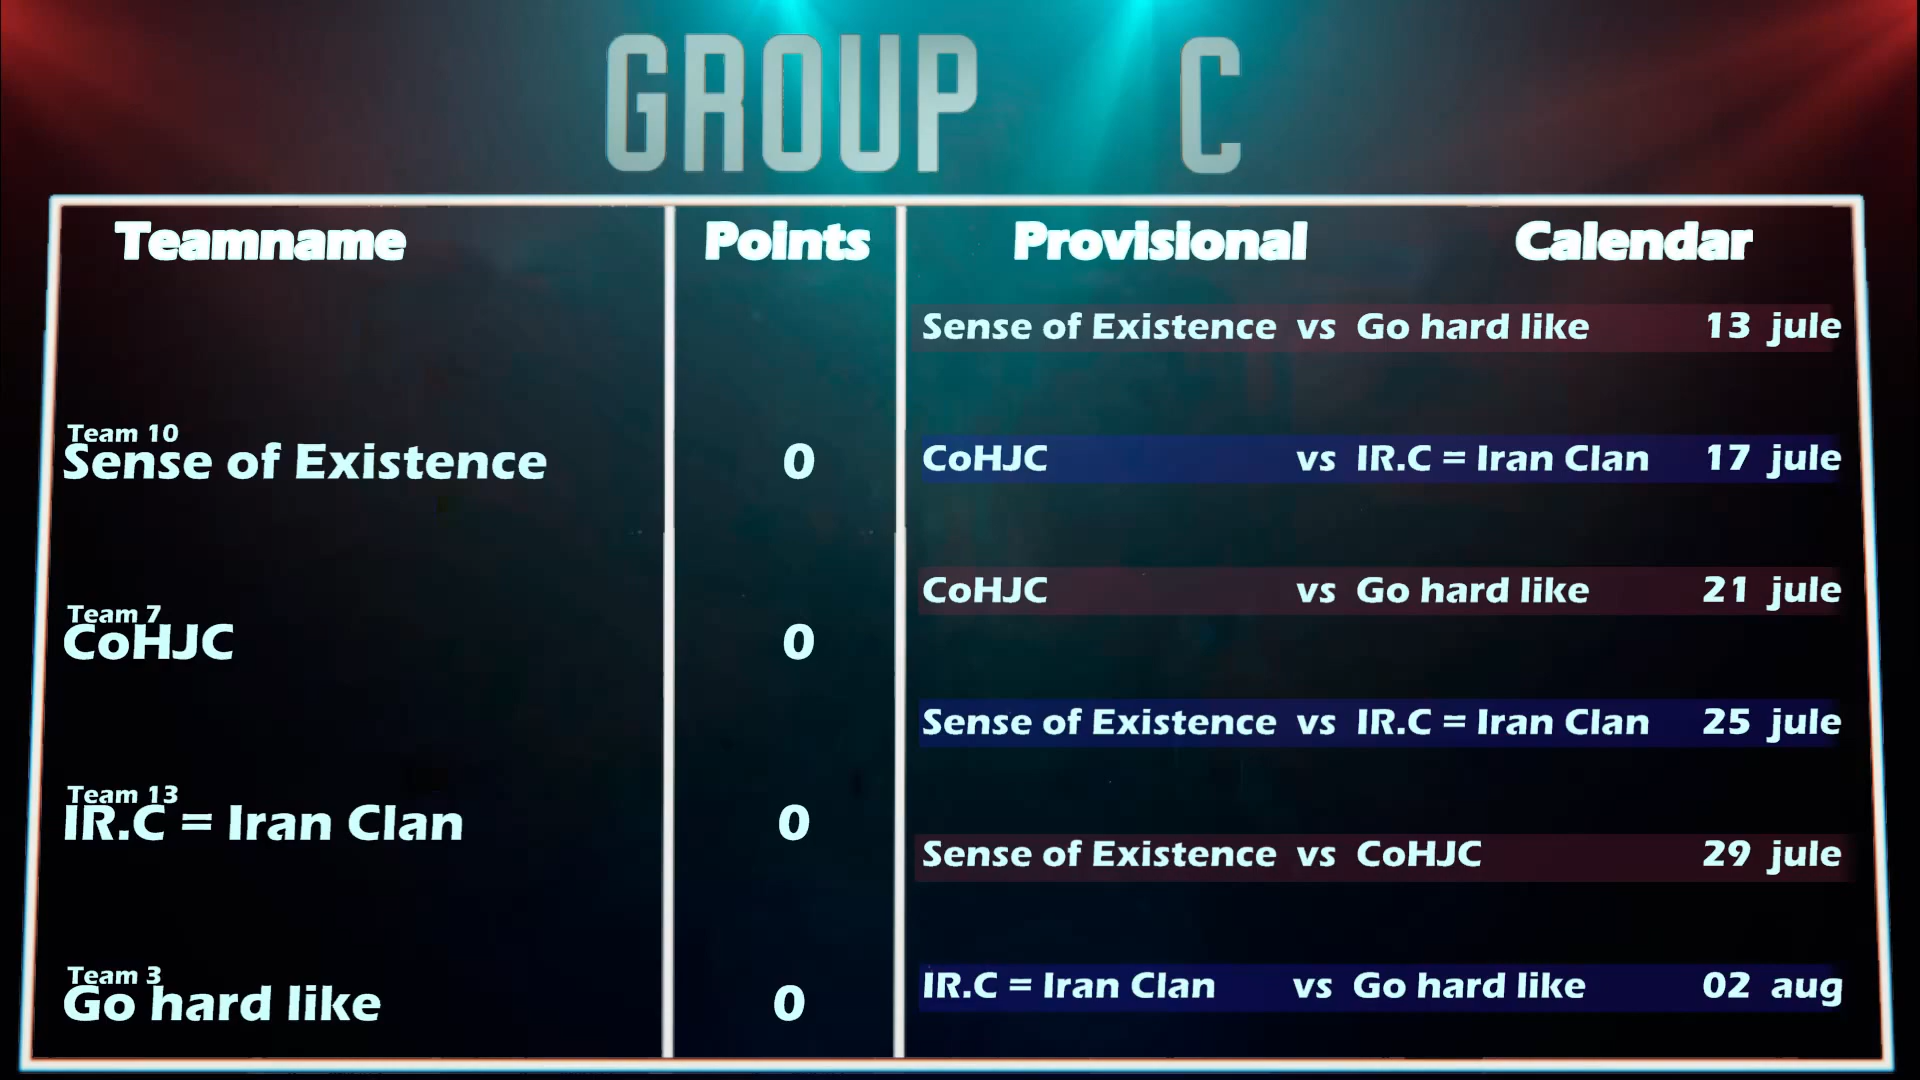 GROUP C
Teamname Points Provisional Calendar
Sense of Existence vs Go hard like 13 jule
Team 10
Sense of Existence 0
CoHJC vs IR.C = Iran Clan 17 jule
CoHJC vs Go hard like 21 jule
Team 7
CoHJC 0
Sense of Existence vs IR.C = Iran Clan 25 jule
Team 13
IR.C = Iran Clan 0
Sense of Existence vs CoHJC 29 jule
Team 3
Go hard like 0
IR.C = Iran Clan vs Go hard like 02 aug